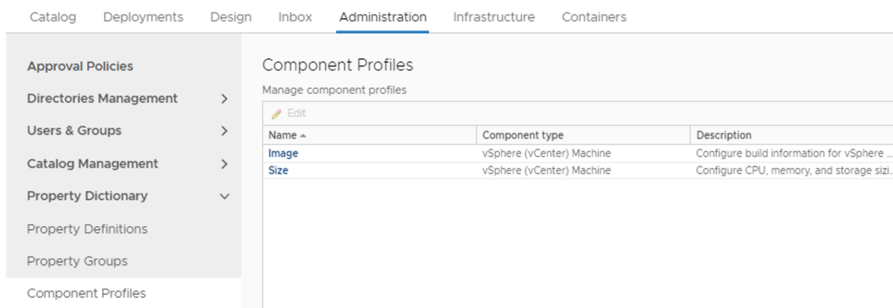 Catalog Deployments Design Inbox Administration Infrastructure Containers
Approval Policies
Directories Management
Users & Groups
Catalog Management
Property Dictionary
Property Definitions
Property Groups
Component Profiles
Component Profiles
Manage component profiles
Edit
Name Component type Description
Image vSphere (vCenter) Machine Configure build information for vSphere ...
Size vSphere (vCenter) Machine Configure CPU, memory, and storage sizi...